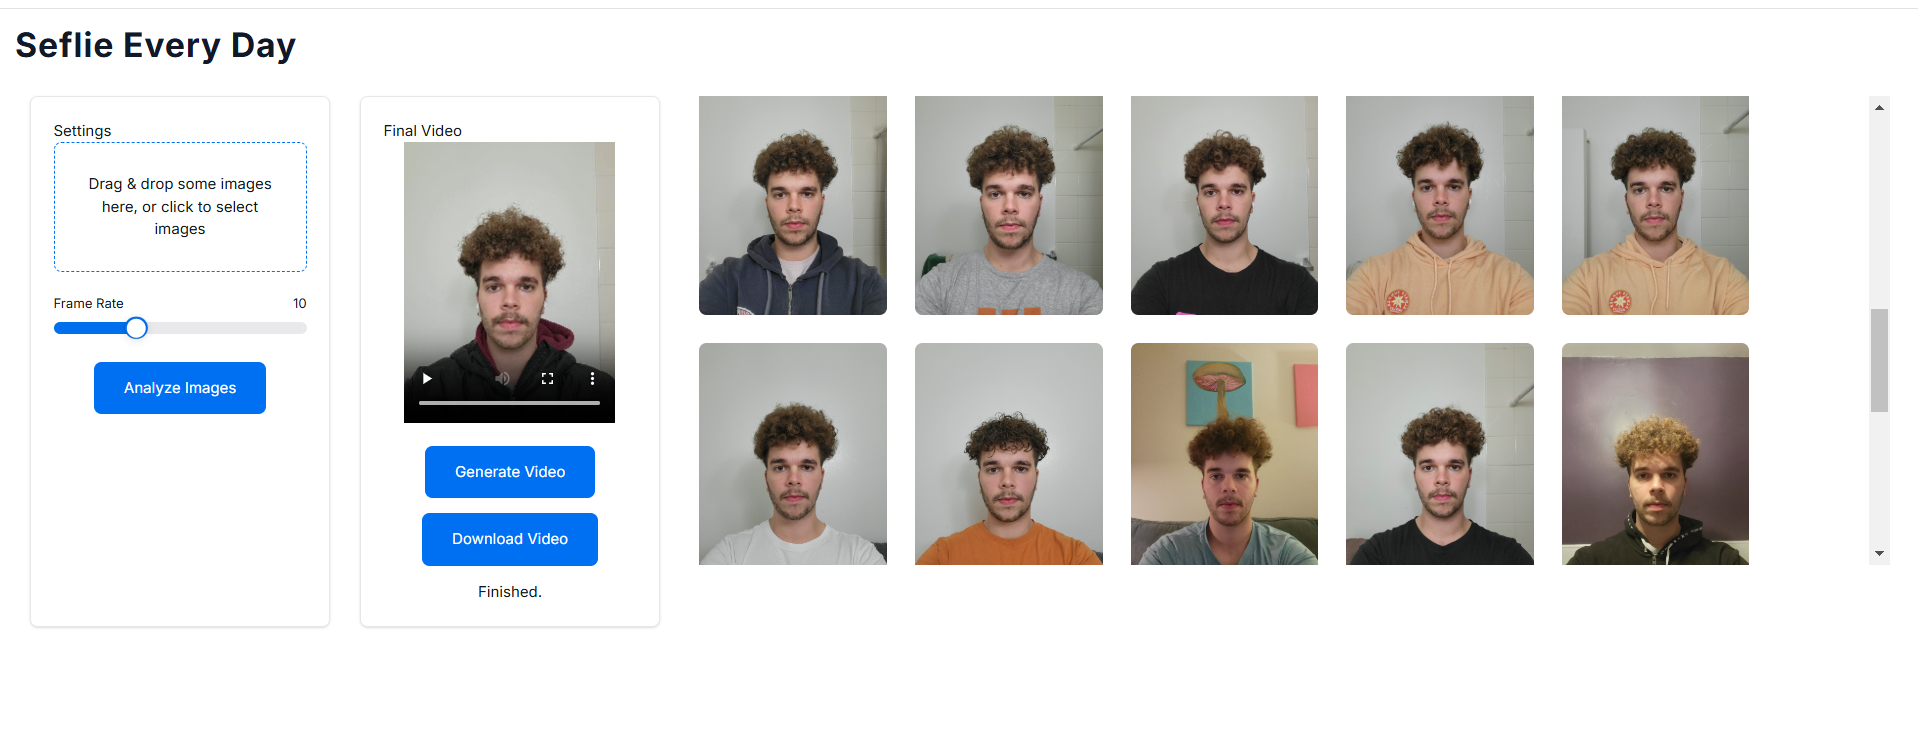 Seflie Every Day
Settings
Drag & drop some images
here, or click to select
images
Frame Rate 10
Analyze Images
Final Video
Generate Video
Download Video
Finished.